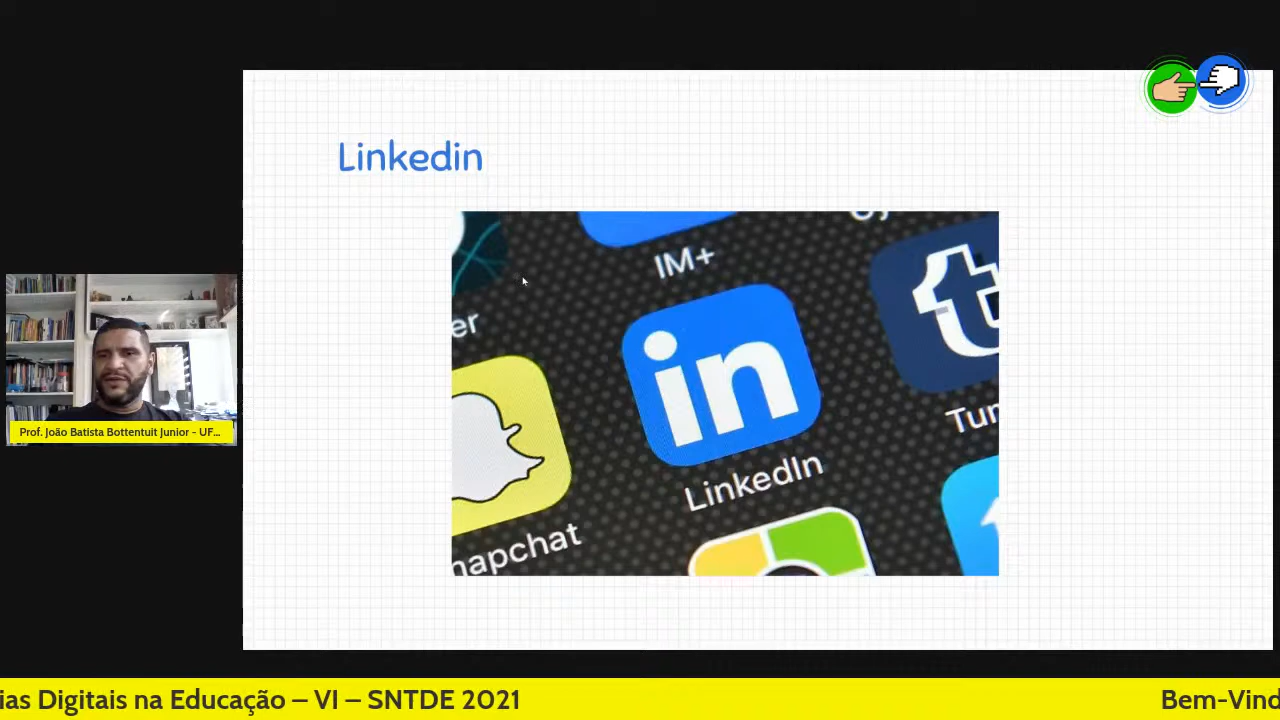 Linkedin
IM+
er
in
t
LinkedIn
Tum
napchat
Prof. João Batista Bottentuit Junior - UF...
ias Digitais na Educação – VI – SNTDE 2021
Bem-Vind